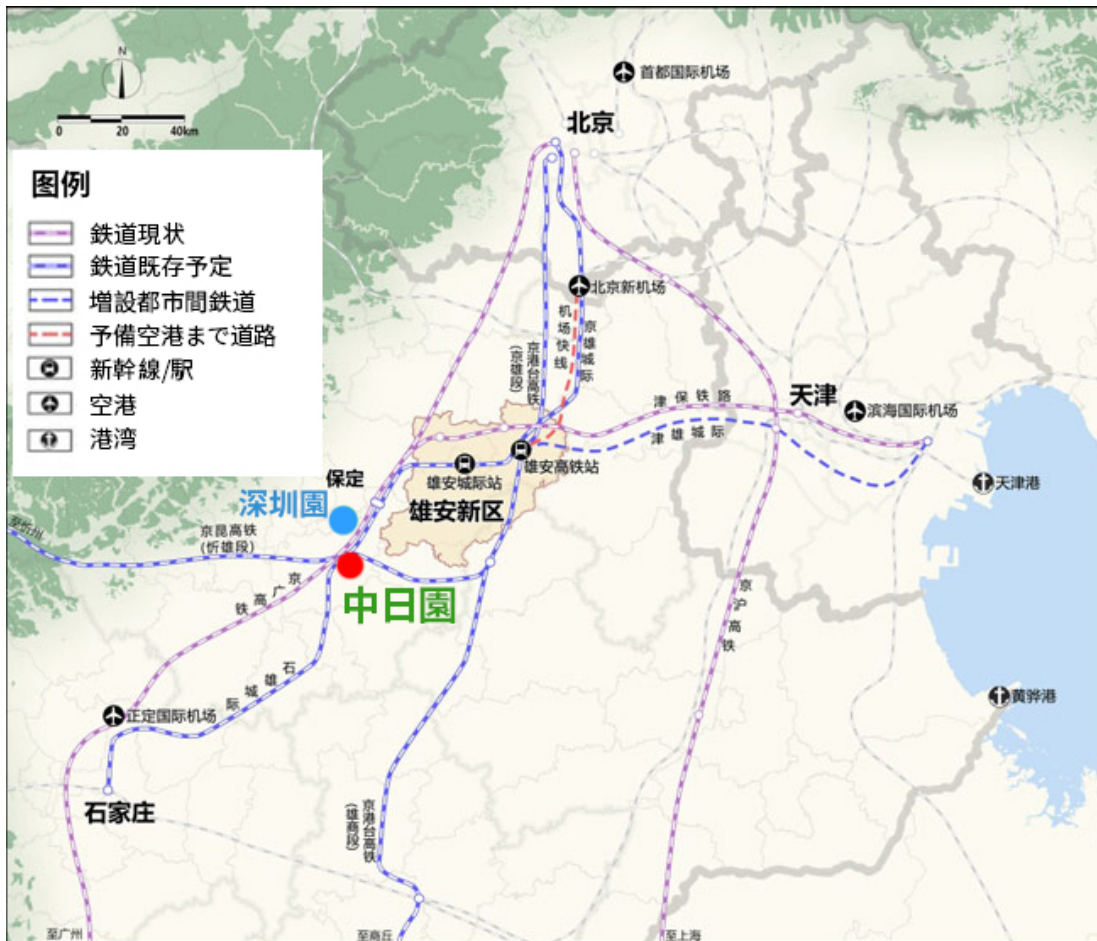 N
0 20 40km
首都国际机场
北京
图例
鉄道現状
鉄道既存予定
増設都市間鉄道
予備空港まで道路
新幹線/駅
空港
港湾
北京新机场
机场快线
京雄城际
京港台高铁
(京雄段)
津保铁路
天津
滨海国际机场
津雄城际
雄安高铁站
雄安城际站
天津港
保定
深圳園
雄安新区
至忻州
京昆高铁
(忻雄段)
中日園
京广高铁
京沪高铁
石雄城际
黄骅港
正定国际机场
石家庄
京港台高铁
(雄商段)
至广州
至商丘
至上海